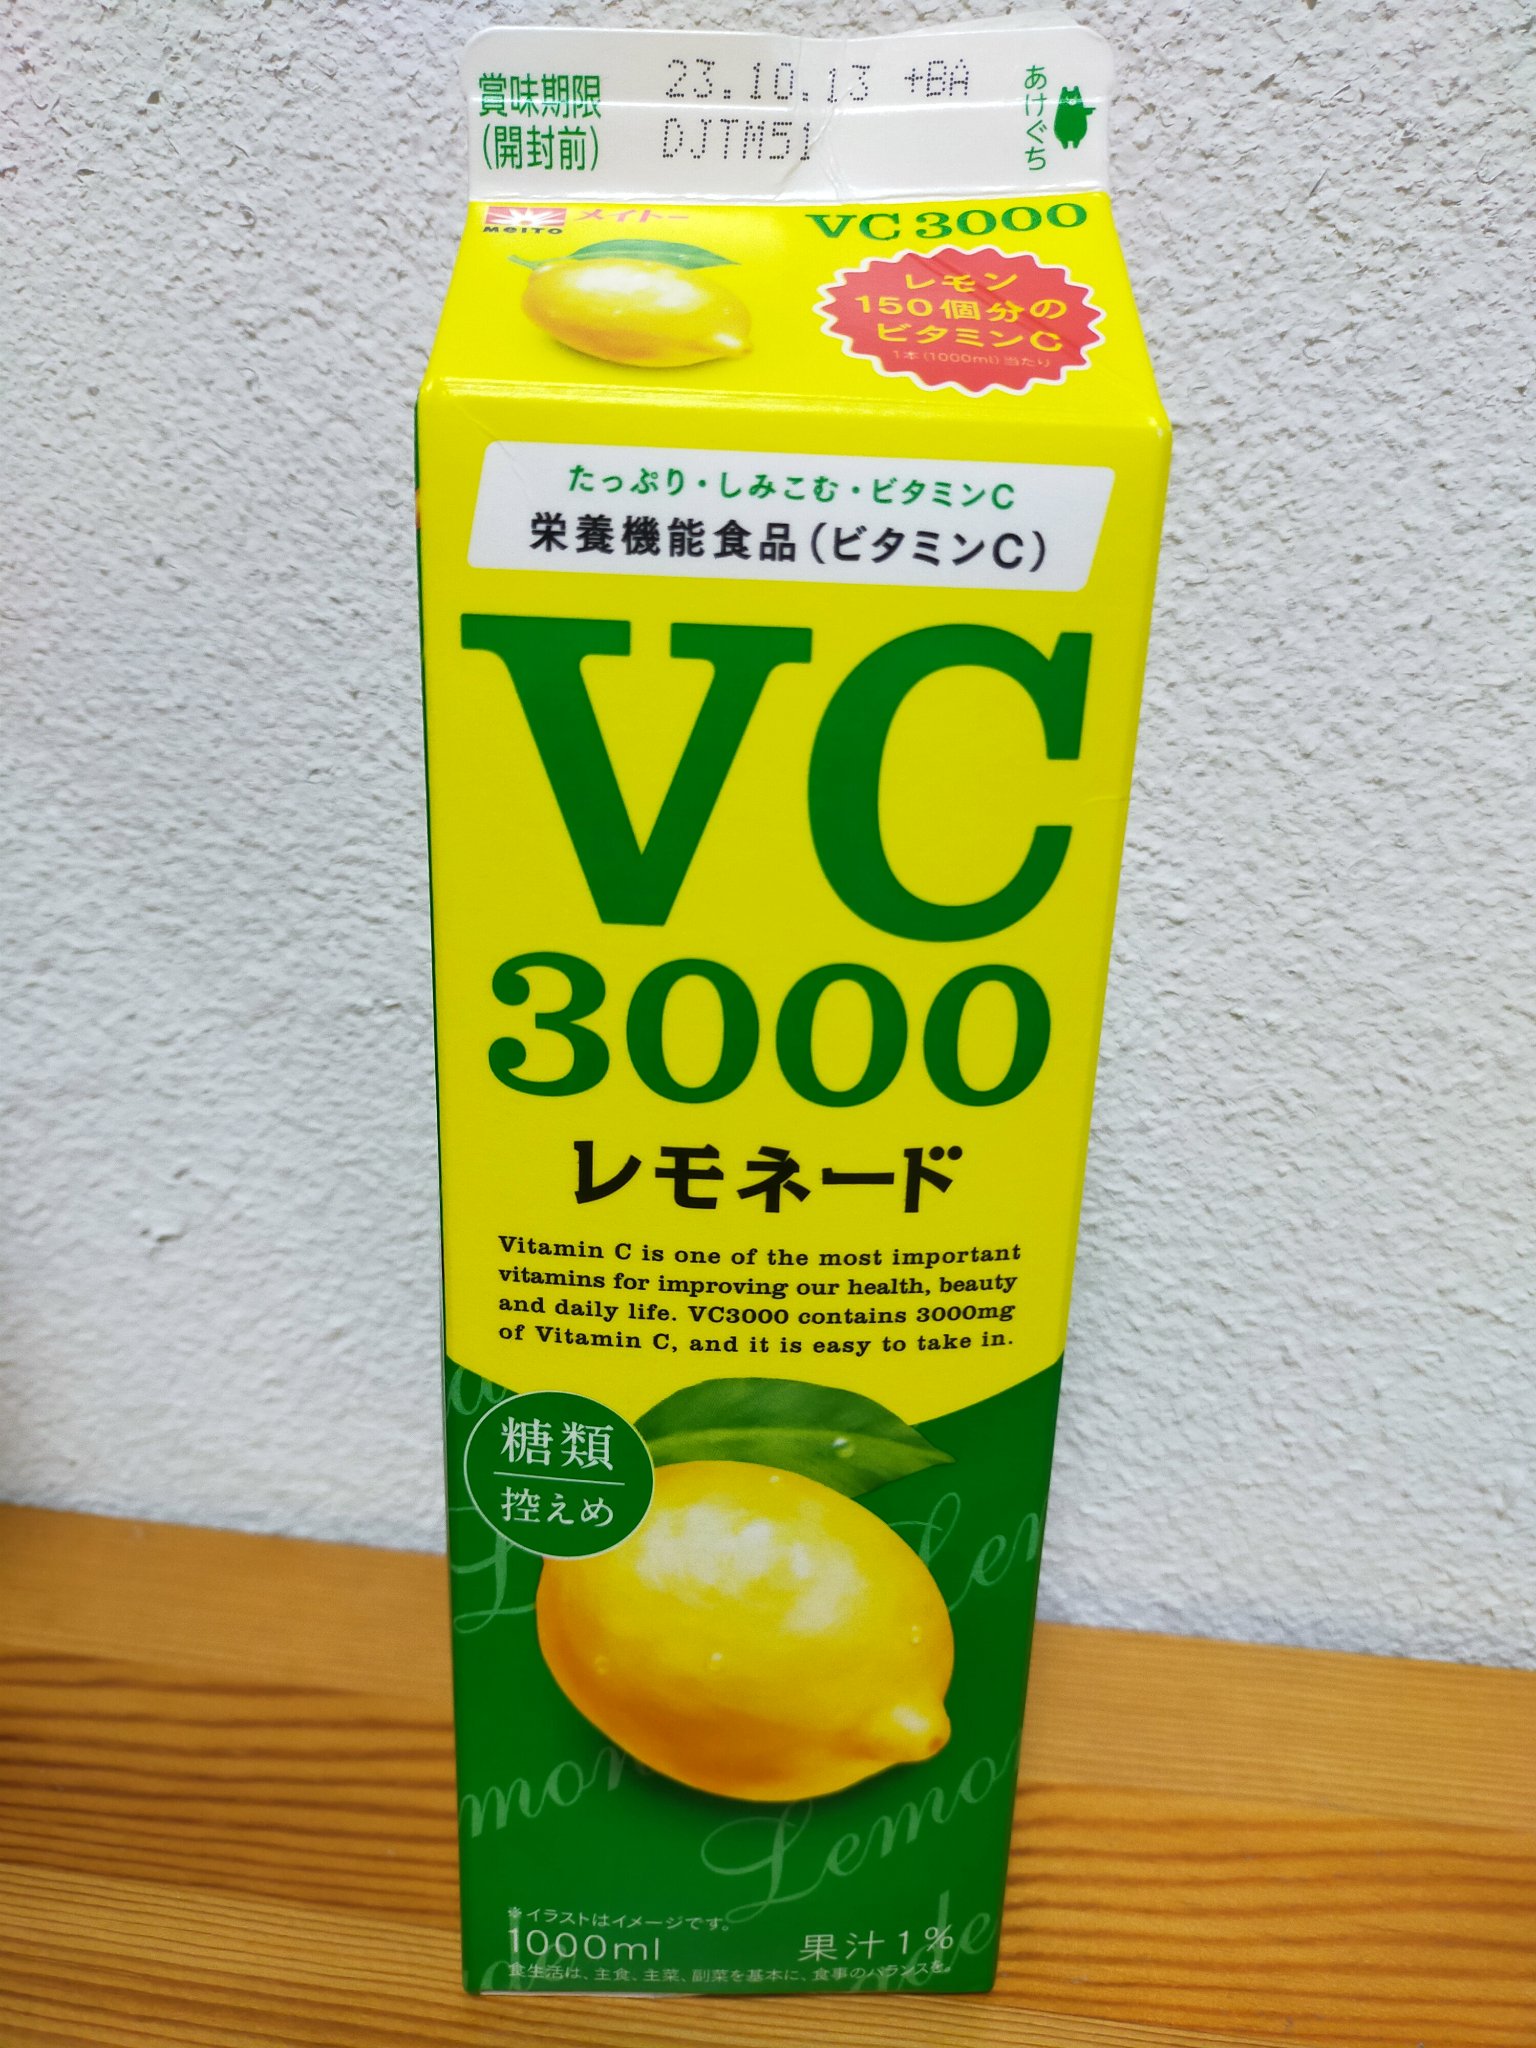 賞味期限
(開封前)
23.10.13 +BA
DJTM51
あけぐち
MEITO
メイトー
VC3000
レモン
150個分の
ビタミンC
1本(1000ml)当たり
たっぷり・しみこむ・ビタミンC
栄養機能食品(ビタミンC)
VC
3000
レモネード
Vitamin C is one of the most important
vitamins for improving our health, beauty
and daily life. VC3000 contains 3000mg
of Vitamin C, and it is easy to take in.
糖類
控えめ
Lemon
※イラストはイメージです。
1000ml
果汁1%
食生活は、主食、主菜、副菜を基本に、食事のバランスを。